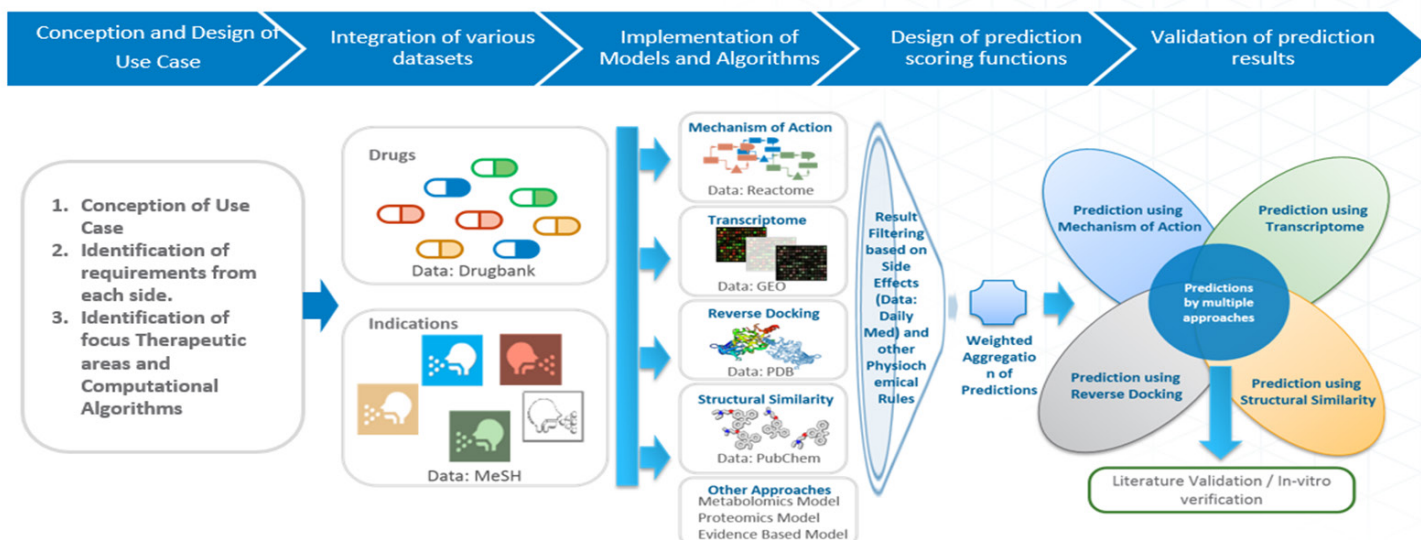 Conception and Design of
Use Case
Integration of various
datasets
Implementation of
Models and Algorithms
Design of prediction
scoring functions
Validation of prediction
results
1. Conception of Use
Case
2. Identification of
requirements from
each side.
3. Identification of
focus Therapeutic
areas and
Computational
Algorithms
Drugs
Data: Drugbank
Indications
Data: MeSH
Mechanism of Action
Data: Reactome
Transcriptome
Data: GEO
Reverse Docking
Data: PDB
Structural Similarity
Data: PubChem
Other Approaches
Metabolomics Model
Proteomics Model
Evidence Based Model
Result
Filtering
based on
Side
Effects
(Data:
Daily
Med) and
other
Physioch
emical
Rules
Weighted
Aggregatio
n of
Predictions
Prediction using
Mechanism of Action
Prediction using
Transcriptome
Predictions
by multiple
approaches
Prediction using
Reverse Docking
Prediction using
Structural Similarity
Literature Validation / In-vitro
verification